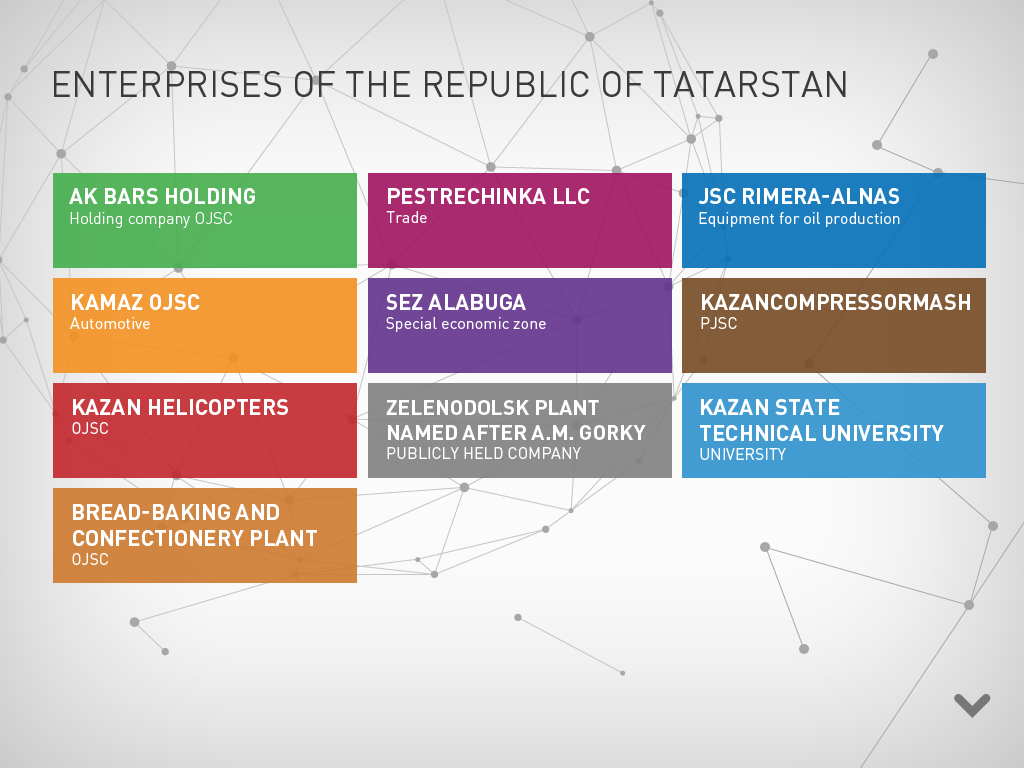 ENTERPRISES OF THE REPUBLIC OF TATARSTAN
AK BARS HOLDING
Holding company OJSC
PESTRECHINKA LLC
Trade
JSC RIMERA-ALNAS
Equipment for oil production
KAMAZ OJSC
Automotive
SEZ ALABUGA
Special economic zone
KAZANCOMPRESSORMASH
PJSC
KAZAN HELICOPTERS
OJSC
ZELENODOLSK PLANT
NAMED AFTER A.M. GORKY
PUBLICLY HELD COMPANY
KAZAN STATE
TECHNICAL UNIVERSITY
UNIVERSITY
BREAD-BAKING AND
CONFECTIONERY PLANT
OJSC